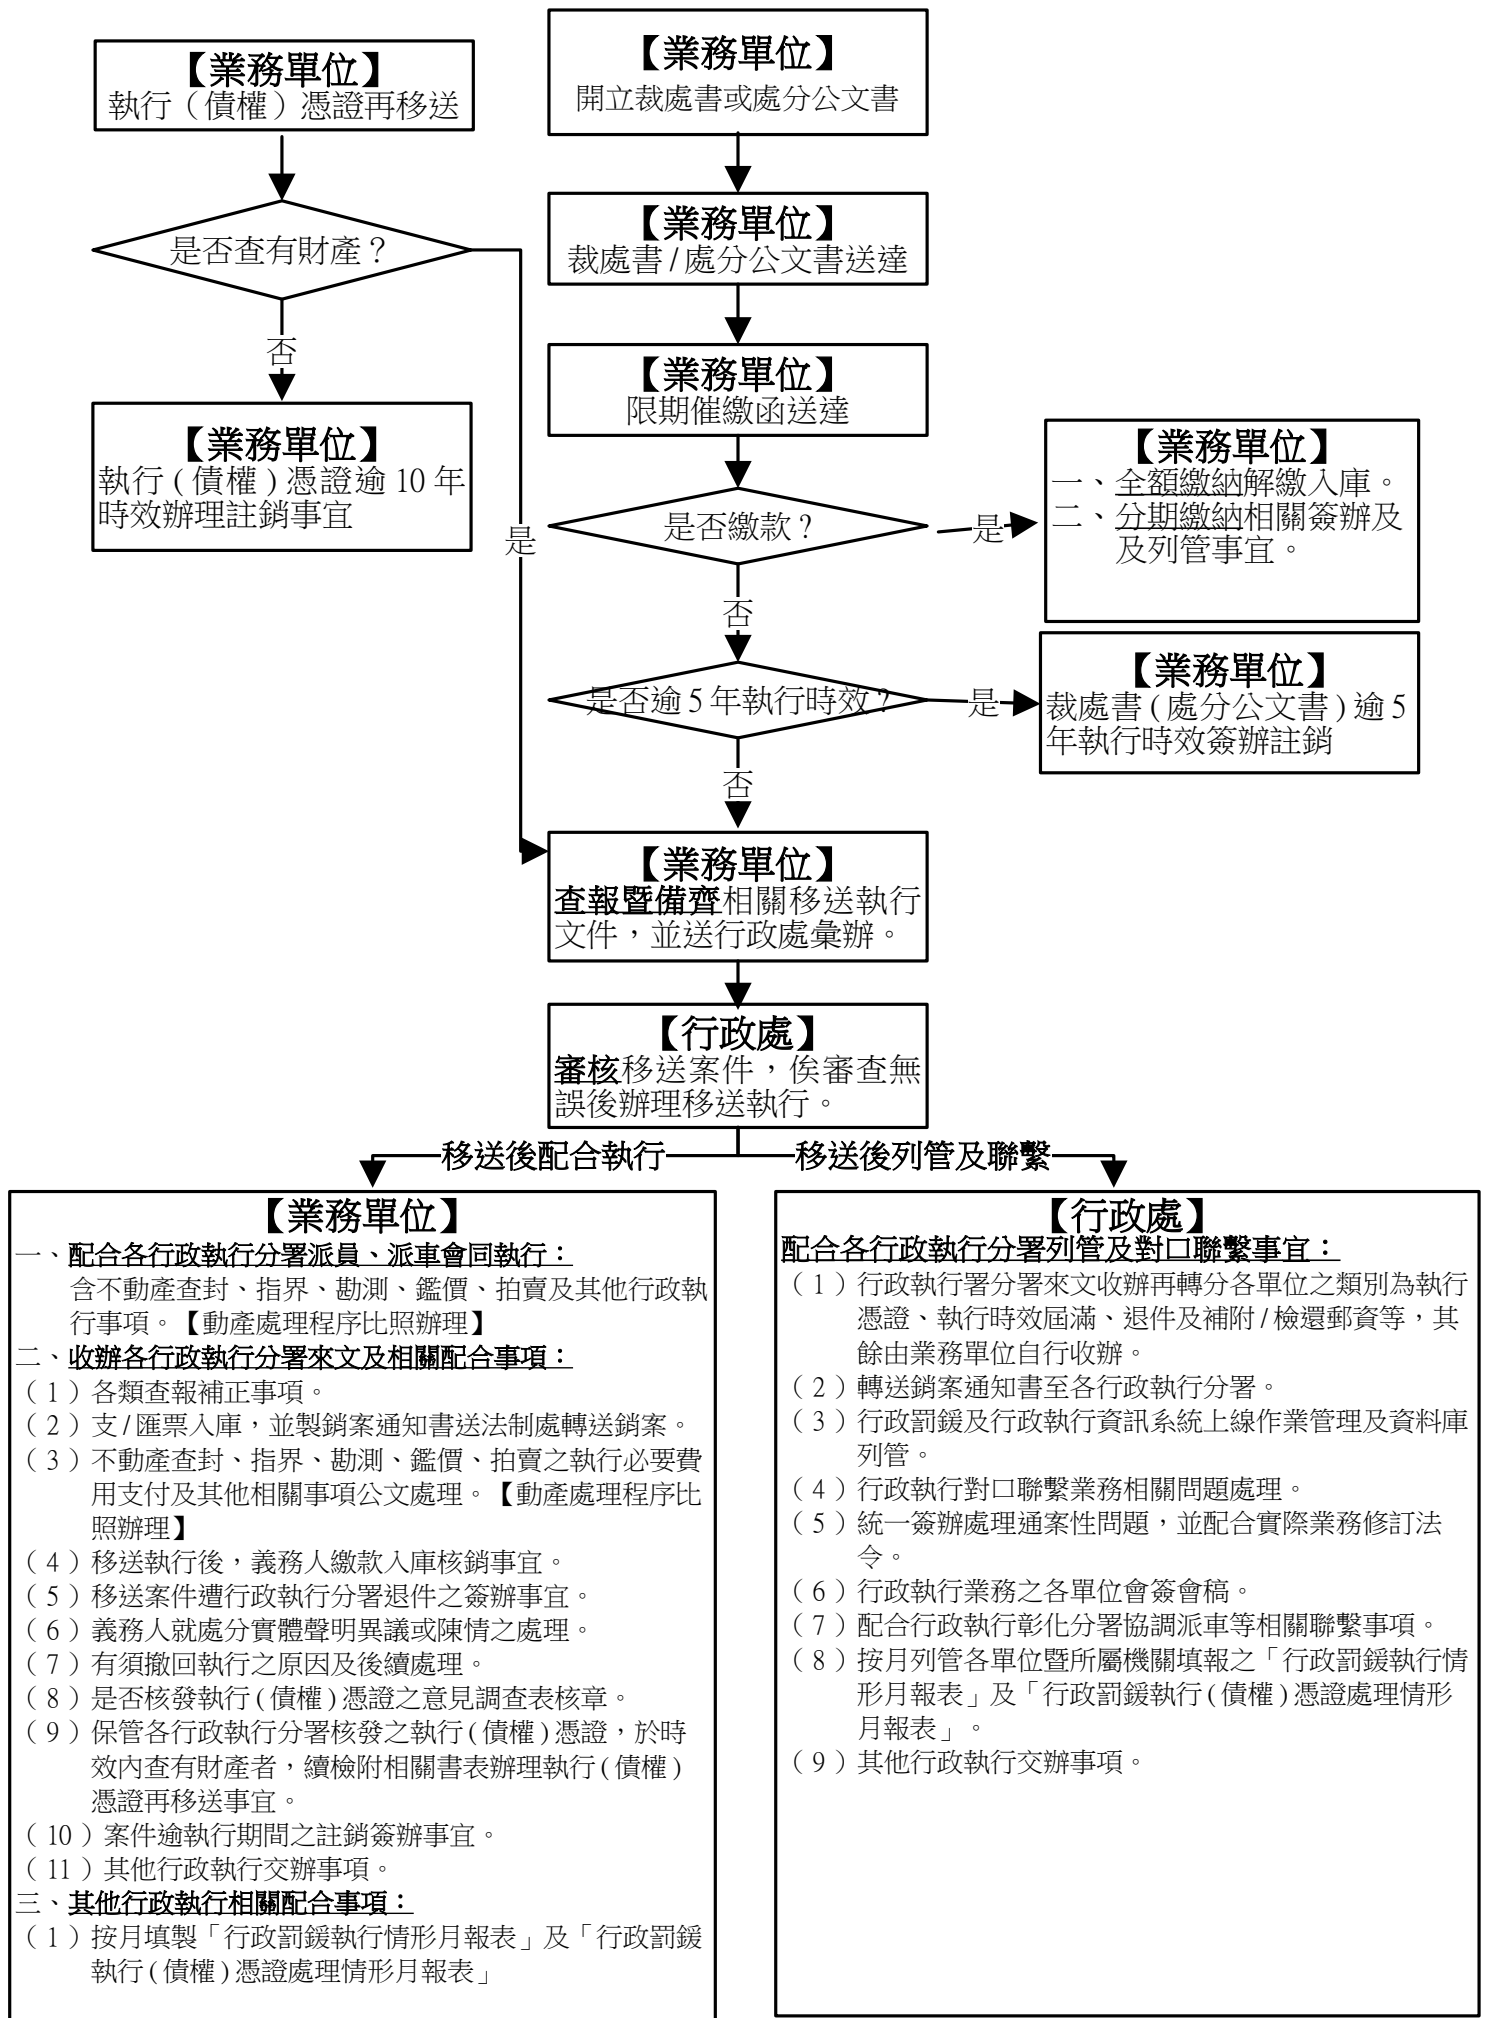 【業務單位】
執行（債權）憑證再移送
是否查有財產？
否
【業務單位】
執行(債權)憑證逾10年
時效辦理註銷事宜
是
【業務單位】
開立裁處書或處分公文書
【業務單位】
裁處書/處分公文書送達
【業務單位】
限期催繳函送達
是否繳款？
是
【業務單位】
一、全額繳納解繳入庫。
二、分期繳納相關簽辦及
及列管事宜。
否
是否逾5年執行時效？
是
【業務單位】
裁處書(處分公文書)逾5
年執行時效簽辦註銷
否
【業務單位】
查報暨備齊相關移送執行
文件，並送行政處彙辦。
【行政處】
審核移送案件，俟審查無
誤後辦理移送執行。
移送後配合執行
移送後列管及聯繫
【業務單位】
一、配合各行政執行分署派員、派車會同執行：
含不動產查封、指界、勘測、鑑價、拍賣及其他行政執
行事項。【動產處理程序比照辦理】
二、收辦各行政執行分署來文及相關配合事項：
（1）各類查報補正事項。
（2）支/匯票入庫，並製銷案通知書送法制處轉送銷案。
（3）不動產查封、指界、勘測、鑑價、拍賣之執行必要費
用支付及其他相關事項公文處理。【動產處理程序比
照辦理】
（4）移送執行後，義務人繳款入庫核銷事宜。
（5）移送案件遭行政執行分署退件之簽辦事宜。
（6）義務人就處分實體聲明異議或陳情之處理。
（7）有須撤回執行之原因及後續處理。
（8）是否核發執行(債權)憑證之意見調查表核章。
（9）保管各行政執行分署核發之執行(債權)憑證，於時
效內查有財產者，續檢附相關書表辦理執行(債權)
憑證再移送事宜。
（10）案件逾執行期間之註銷簽辦事宜。
（11）其他行政執行交辦事項。
三、其他行政執行相關配合事項：
（1）按月填製「行政罰鍰執行情形月報表」及「行政罰鍰
執行(債權)憑證處理情形月報表」
【行政處】
配合各行政執行分署列管及對口聯繫事宜：
（1）行政執行署分署來文收辦再轉分各單位之類別為執行
憑證、執行時效屆滿、退件及補附/檢還郵資等，其
餘由業務單位自行收辦。
（2）轉送銷案通知書至各行政執行分署。
（3）行政罰鍰及行政執行資訊系統上線作業管理及資料庫
列管。
（4）行政執行對口聯繫業務相關問題處理。
（5）統一簽辦處理通案性問題，並配合實際業務修訂法
令。
（6）行政執行業務之各單位會簽會稿。
（7）配合行政執行彰化分署協調派車等相關聯繫事項。
（8）按月列管各單位暨所屬機關填報之「行政罰鍰執行情
形月報表」及「行政罰鍰執行(債權)憑證處理情形
月報表」。
（9）其他行政執行交辦事項。